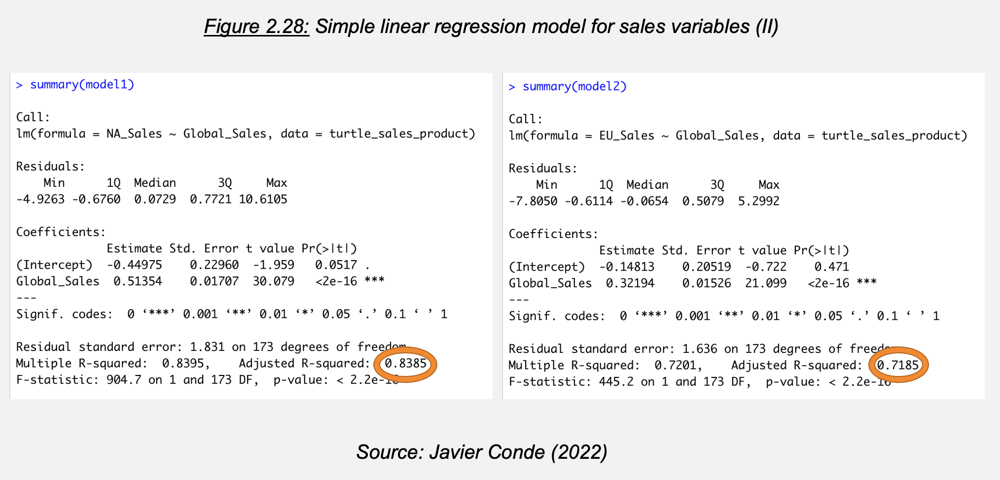 Figure 2.28: Simple linear regression model for sales variables (II)
> summary(model1)
Call:
lm(formula = NA_Sales ~ Global_Sales, data = turtle_sales_product)
Residuals:
    Min      1Q  Median      3Q     Max
-4.9263 -0.6760  0.0729  0.7721 10.6105
Coefficients:
             Estimate Std. Error t value Pr(>|t|)
(Intercept)  -0.44975    0.22960  -1.959   0.0517 .
Global_Sales  0.51354    0.01707  30.079   <2e-16 ***
---
Signif. codes:  0 ‘***’ 0.001 ‘**’ 0.01 ‘*’ 0.05 ‘.’ 0.1 ‘ ’ 1
Residual standard error: 1.831 on 173 degrees of freedom
Multiple R-squared:  0.8395,    Adjusted R-squared:  0.8385
F-statistic: 904.7 on 1 and 173 DF,  p-value: < 2.2e-16
> summary(model2)
Call:
lm(formula = EU_Sales ~ Global_Sales, data = turtle_sales_product)
Residuals:
    Min      1Q  Median      3Q     Max
-7.8050 -0.6114 -0.0654  0.5079  5.2992
Coefficients:
             Estimate Std. Error t value Pr(>|t|)
(Intercept)  -0.14813    0.20519  -0.722    0.471
Global_Sales  0.32194    0.01526  21.099   <2e-16 ***
---
Signif. codes:  0 ‘***’ 0.001 ‘**’ 0.01 ‘*’ 0.05 ‘.’ 0.1 ‘ ’ 1
Residual standard error: 1.636 on 173 degrees of freedom
Multiple R-squared:  0.7201,    Adjusted R-squared:  0.7185
F-statistic: 445.2 on 1 and 173 DF,  p-value: < 2.2e-16
Source: Javier Conde (2022)